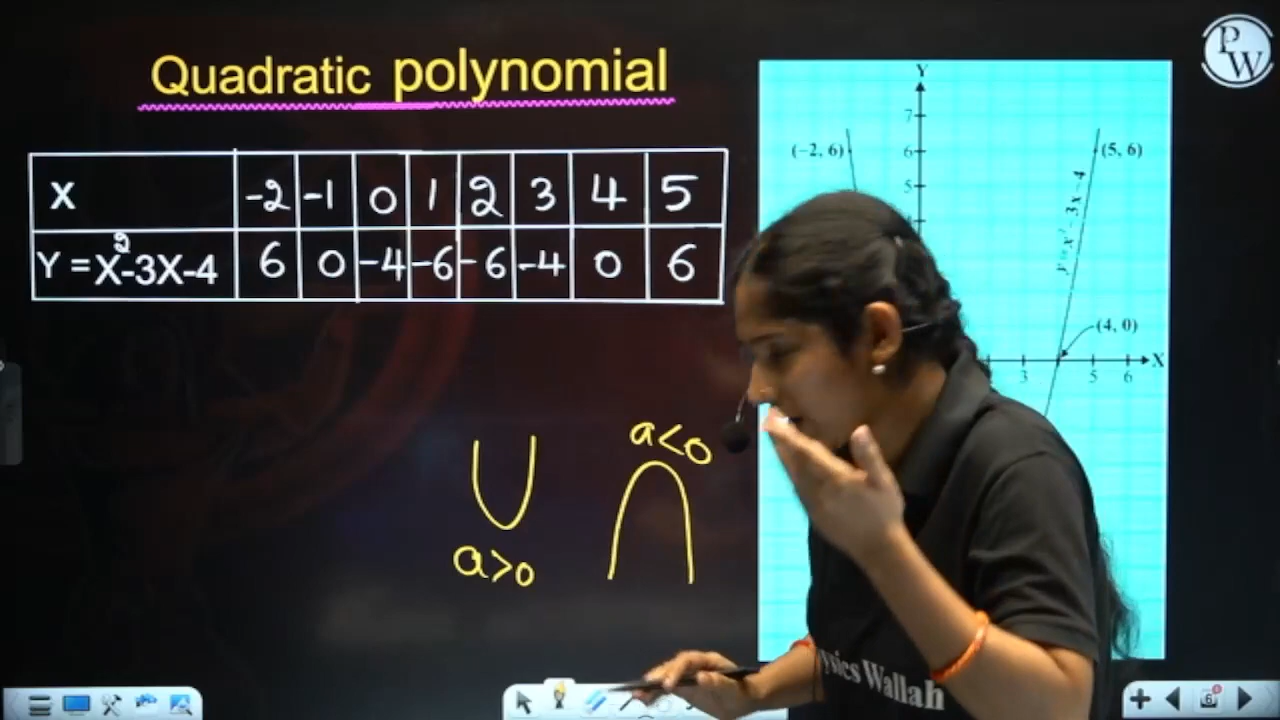 Quadratic polynomial
X -2 -1 0 1 2 3 4 5
Y = X²-3X-4 6 0 -4 -6 -6 -4 0 6
a>0
a<0
Y
7
(-2, 6) 6 (5, 6)
5
y = x² - 3x - 4
(4, 0)
3 5 6 X
PW
Wallah
6